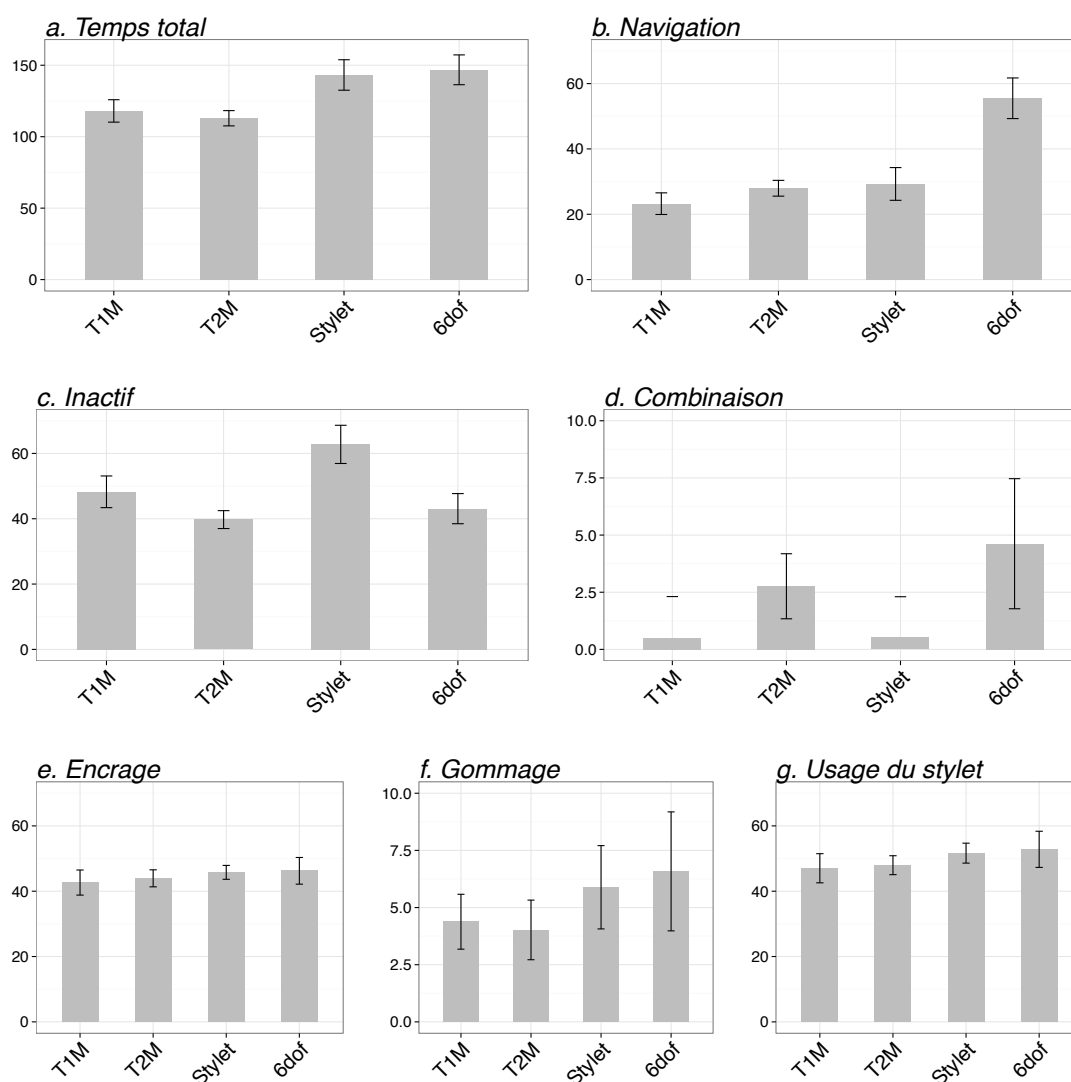 a. Temps total
150
100
50
0
T1M
T2M
Stylet
6dof
b. Navigation
60
40
20
0
T1M
T2M
Stylet
6dof
c. Inactif
60
40
20
0
T1M
T2M
Stylet
6dof
d. Combinaison
10.0
7.5
5.0
2.5
0.0
T1M
T2M
Stylet
6dof
e. Encrage
60
40
20
0
T1M
T2M
Stylet
6dof
f. Gommage
10.0
7.5
5.0
2.5
0.0
T1M
T2M
Stylet
6dof
g. Usage du stylet
60
40
20
0
T1M
T2M
Stylet
6dof